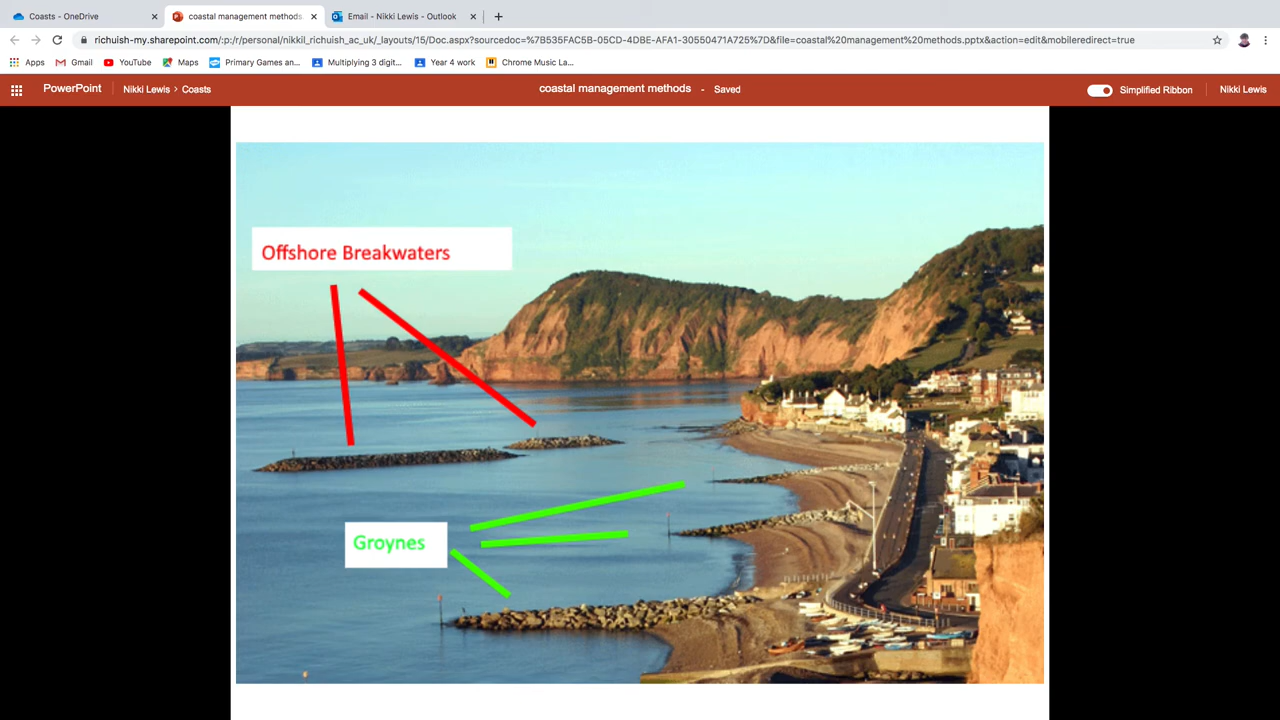 Coasts - OneDrive
coastal management methods.
Email - Nikki Lewis - Outlook
richuish-my.sharepoint.com/:p:/r/personal/nikkil_richuish_ac_uk/_layouts/15/Doc.aspx?sourcedoc=%7B535FAC5B-05CD-4DBE-AFA1-30550471A725%7D&file=coastal%20management%20methods.pptx&action=edit&mobileredirect=true
Apps
Gmail
YouTube
Maps
Primary Games an...
Multiplying 3 digit...
Year 4 work
Chrome Music La...
PowerPoint
Nikki Lewis > Coasts
coastal management methods - Saved
Simplified Ribbon
Nikki Lewis
Offshore Breakwaters
Groynes